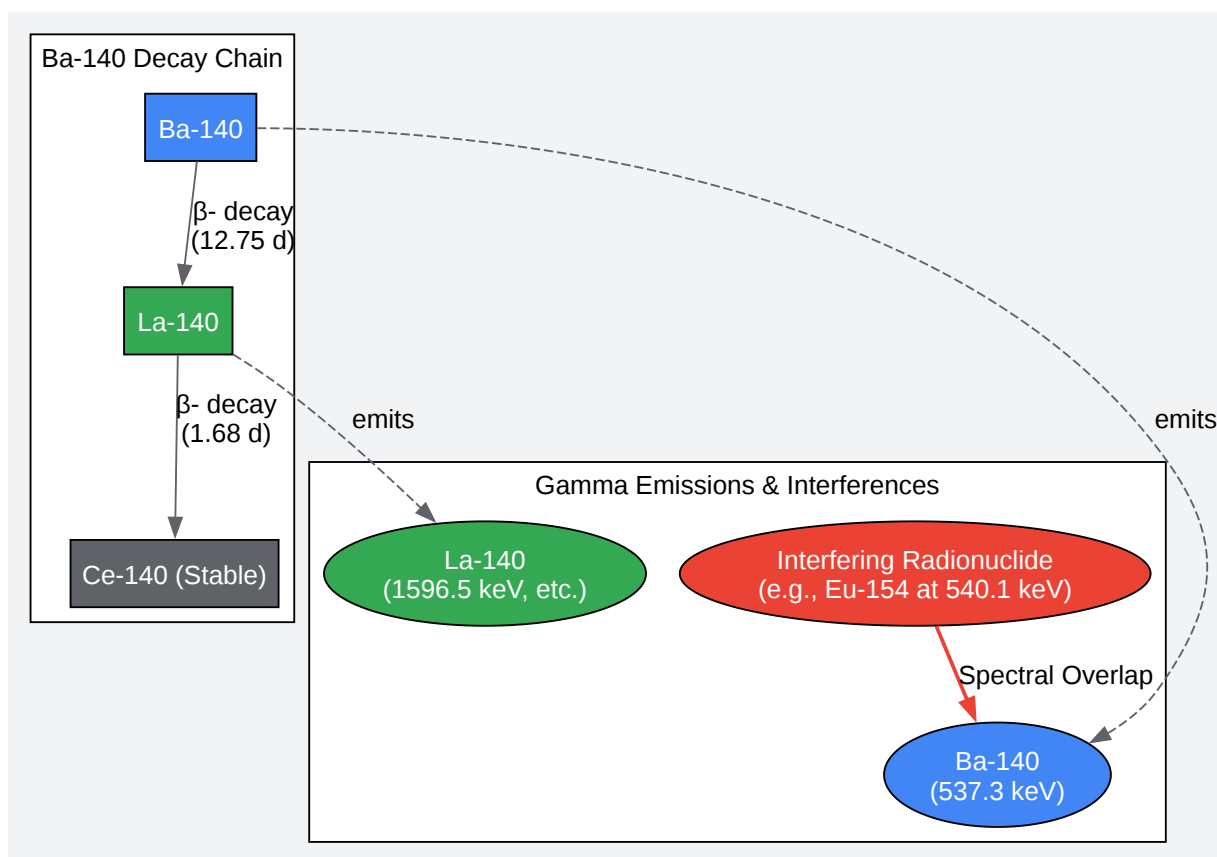 Ba-140 Decay Chain
Ba-140
β- decay
(12.75 d)
La-140
β- decay
(1.68 d)
Ce-140 (Stable)
emits
emits
Gamma Emissions & Interferences
La-140
(1596.5 keV, etc.)
Interfering Radionuclide
(e.g., Eu-154 at 540.1 keV)
Spectral Overlap
Ba-140
(537.3 keV)